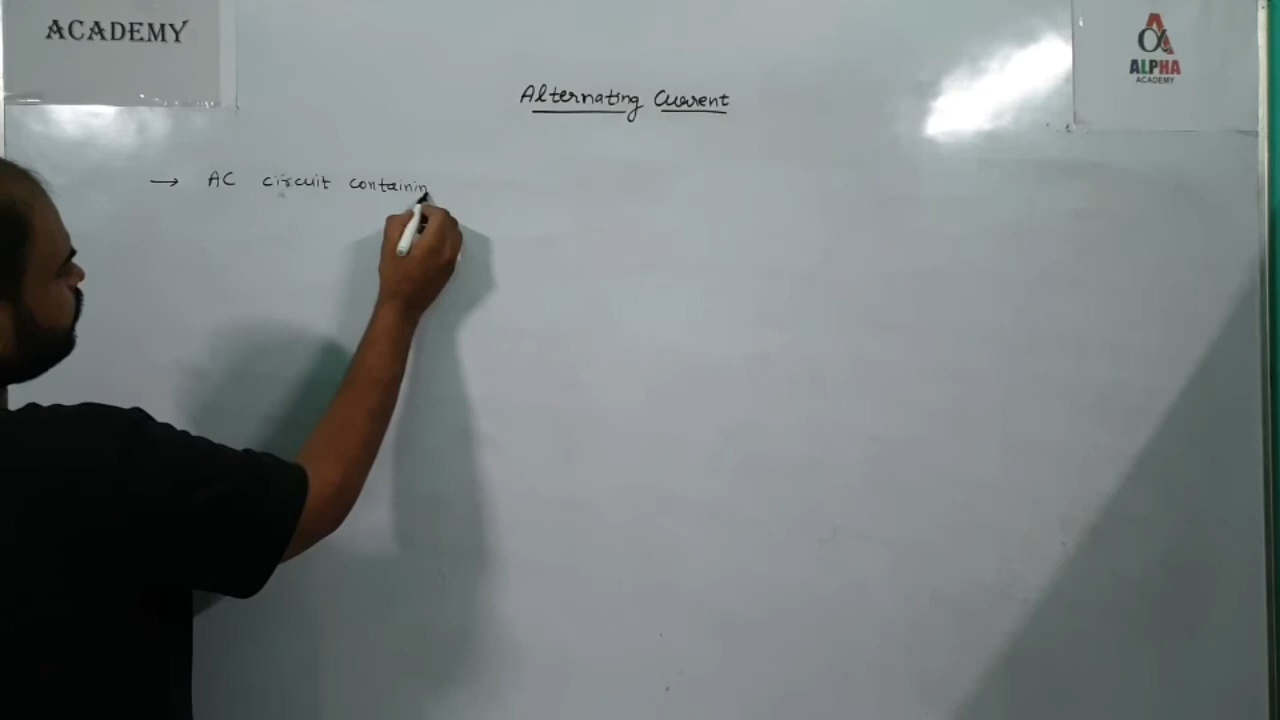 ACADEMY
ALPHA
ACADEMY
Alternating Current
→ AC circuit containin